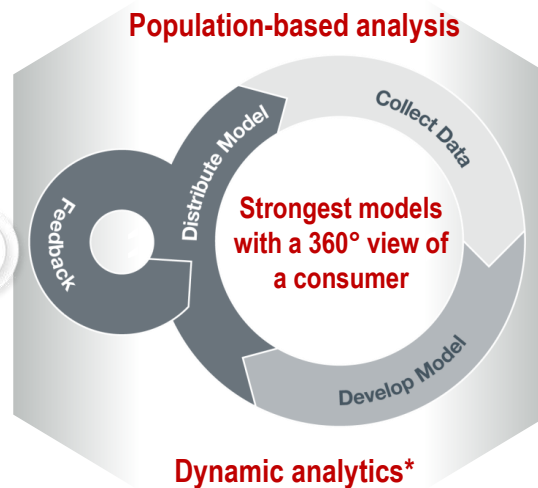 Population-based analysis
Collect Data
Distribute Model
Feedback
Strongest models
with a 360° view of
a consumer
Develop Model
Dynamic analytics*